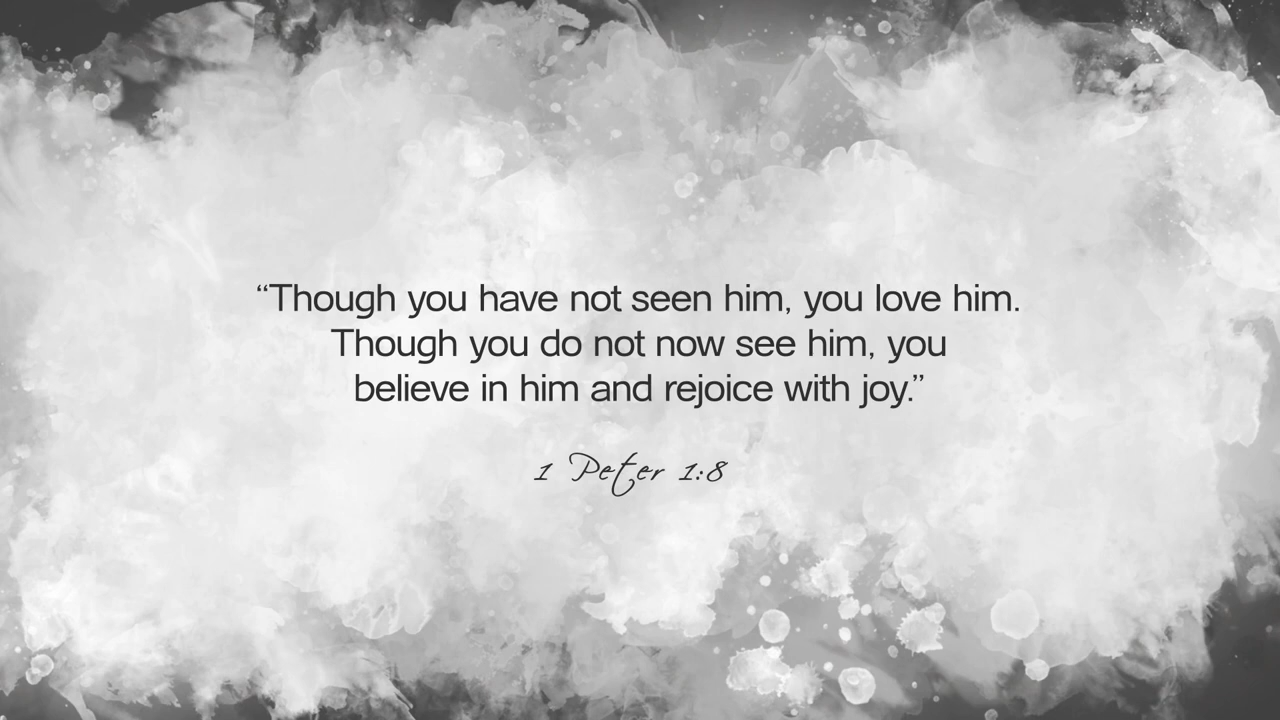 “Though you have not seen him, you love him.
Though you do not now see him, you
believe in him and rejoice with joy.”
1 Peter 1:8